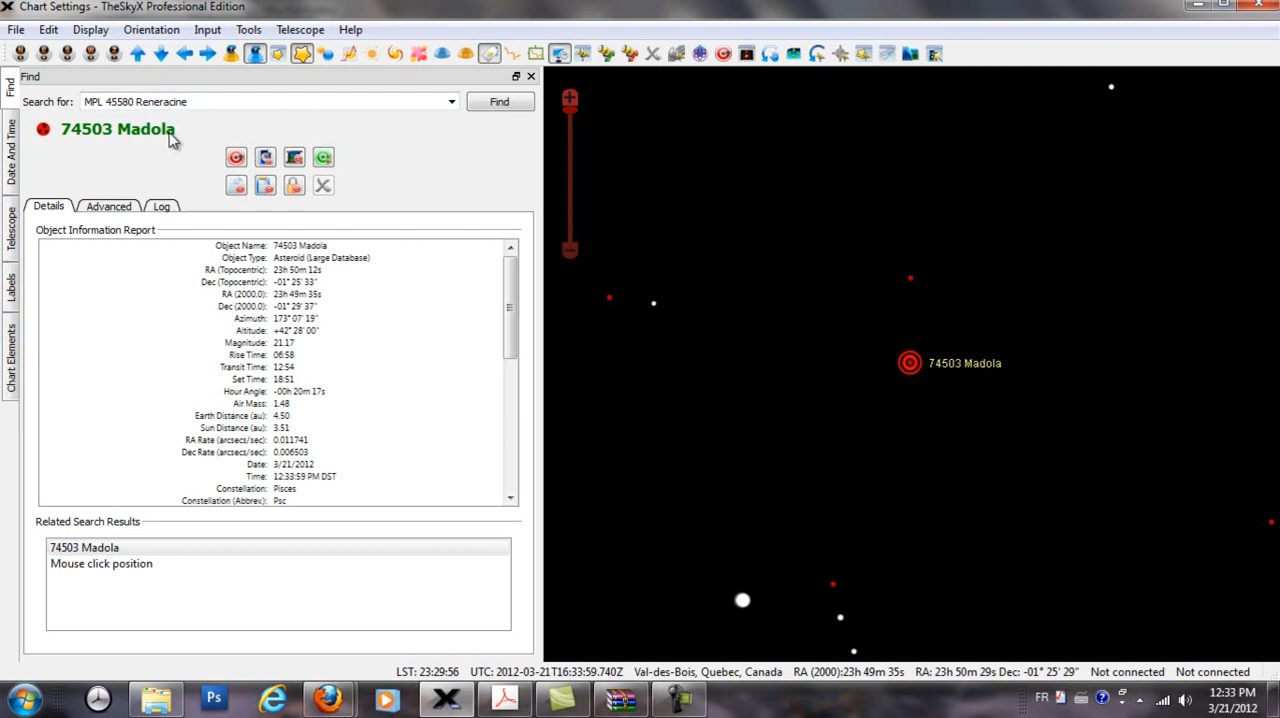 Chart Settings - TheSkyX Professional Edition
File Edit Display Orientation Input Tools Telescope Help
Find
Search for: MPL 45580 Reneracine Find
74503 Madola
Find
Date And Time
Telescope
Labels
Chart Elements
Details Advanced Log
Object Information Report
Object Name: 74503 Madola
Object Type: Asteroid (Large Database)
RA (Topocentric): 23h 50m 12s
Dec (Topocentric): -01° 25' 33"
RA (2000.0): 23h 49m 35s
Dec (2000.0): -01° 29' 37"
Azimuth: 173° 07' 19"
Altitude: +42° 28' 00"
Magnitude: 21.17
Rise Time: 06:58
Transit Time: 12:54
Set Time: 18:51
Hour Angle: -00h 20m 17s
Air Mass: 1.48
Earth Distance (au): 4.50
Sun Distance (au): 3.51
RA Rate (arcsecs/sec): 0.011741
Dec Rate (arcsecs/sec): 0.006503
Date: 3/21/2012
Time: 12:33:59 PM DST
Constellation: Pisces
Constellation (Abbrev.): Psc
Related Search Results
74503 Madola
Mouse click position
74503 Madola
LST: 23:29:56 UTC: 2012-03-21T16:33:59.740Z Val-des-Bois, Quebec, Canada RA (2000):23h 49m 35s RA: 23h 50m 29s Dec: -01° 25' 29" Not connected Not connected
Ps
FR
12:33 PM
3/21/2012